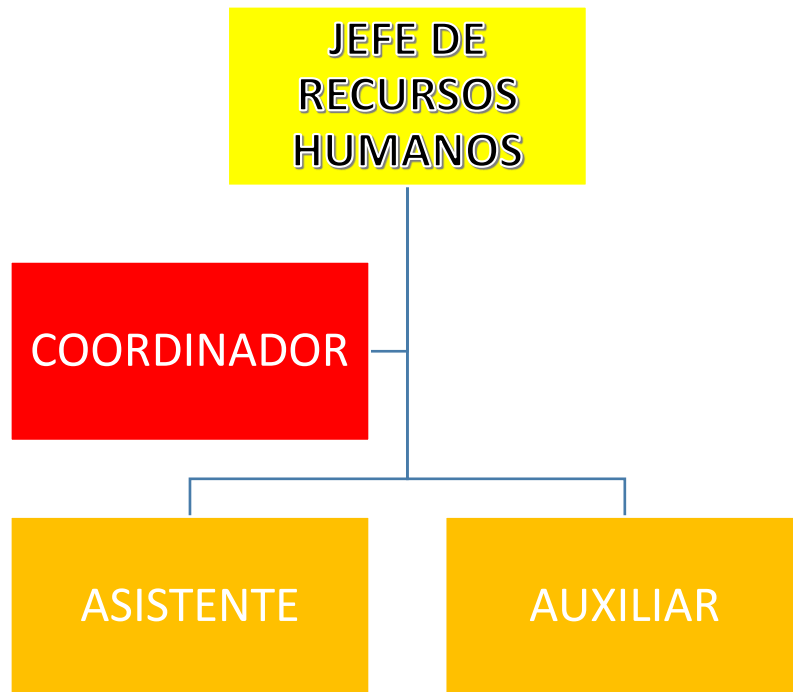 JEFE DE
RECURSOS
HUMANOS
COORDINADOR
ASISTENTE
AUXILIAR